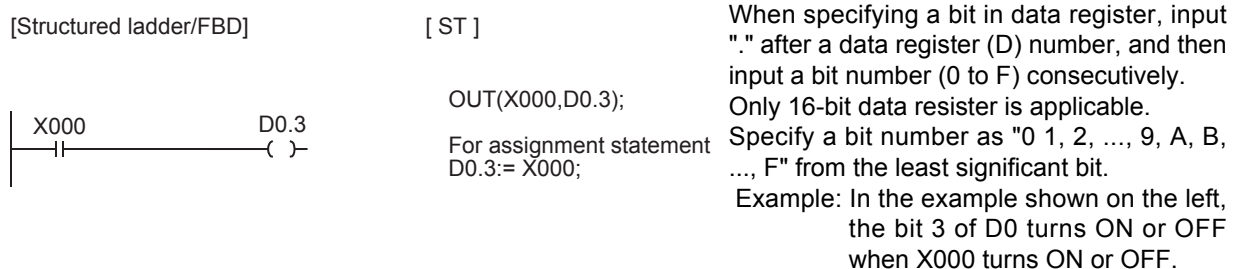 [Structured ladder/FBD]
X000
D0.3
[ ST ]
OUT(X000,D0.3);
For assignment statement
D0.3:= X000;
When specifying a bit in data register, input
"." after a data register (D) number, and then
input a bit number (0 to F) consecutively.
Only 16-bit data resister is applicable.
Specify a bit number as "0 1, 2, ..., 9, A, B,
..., F" from the least significant bit.
Example: In the example shown on the left,
the bit 3 of D0 turns ON or OFF
when X000 turns ON or OFF.